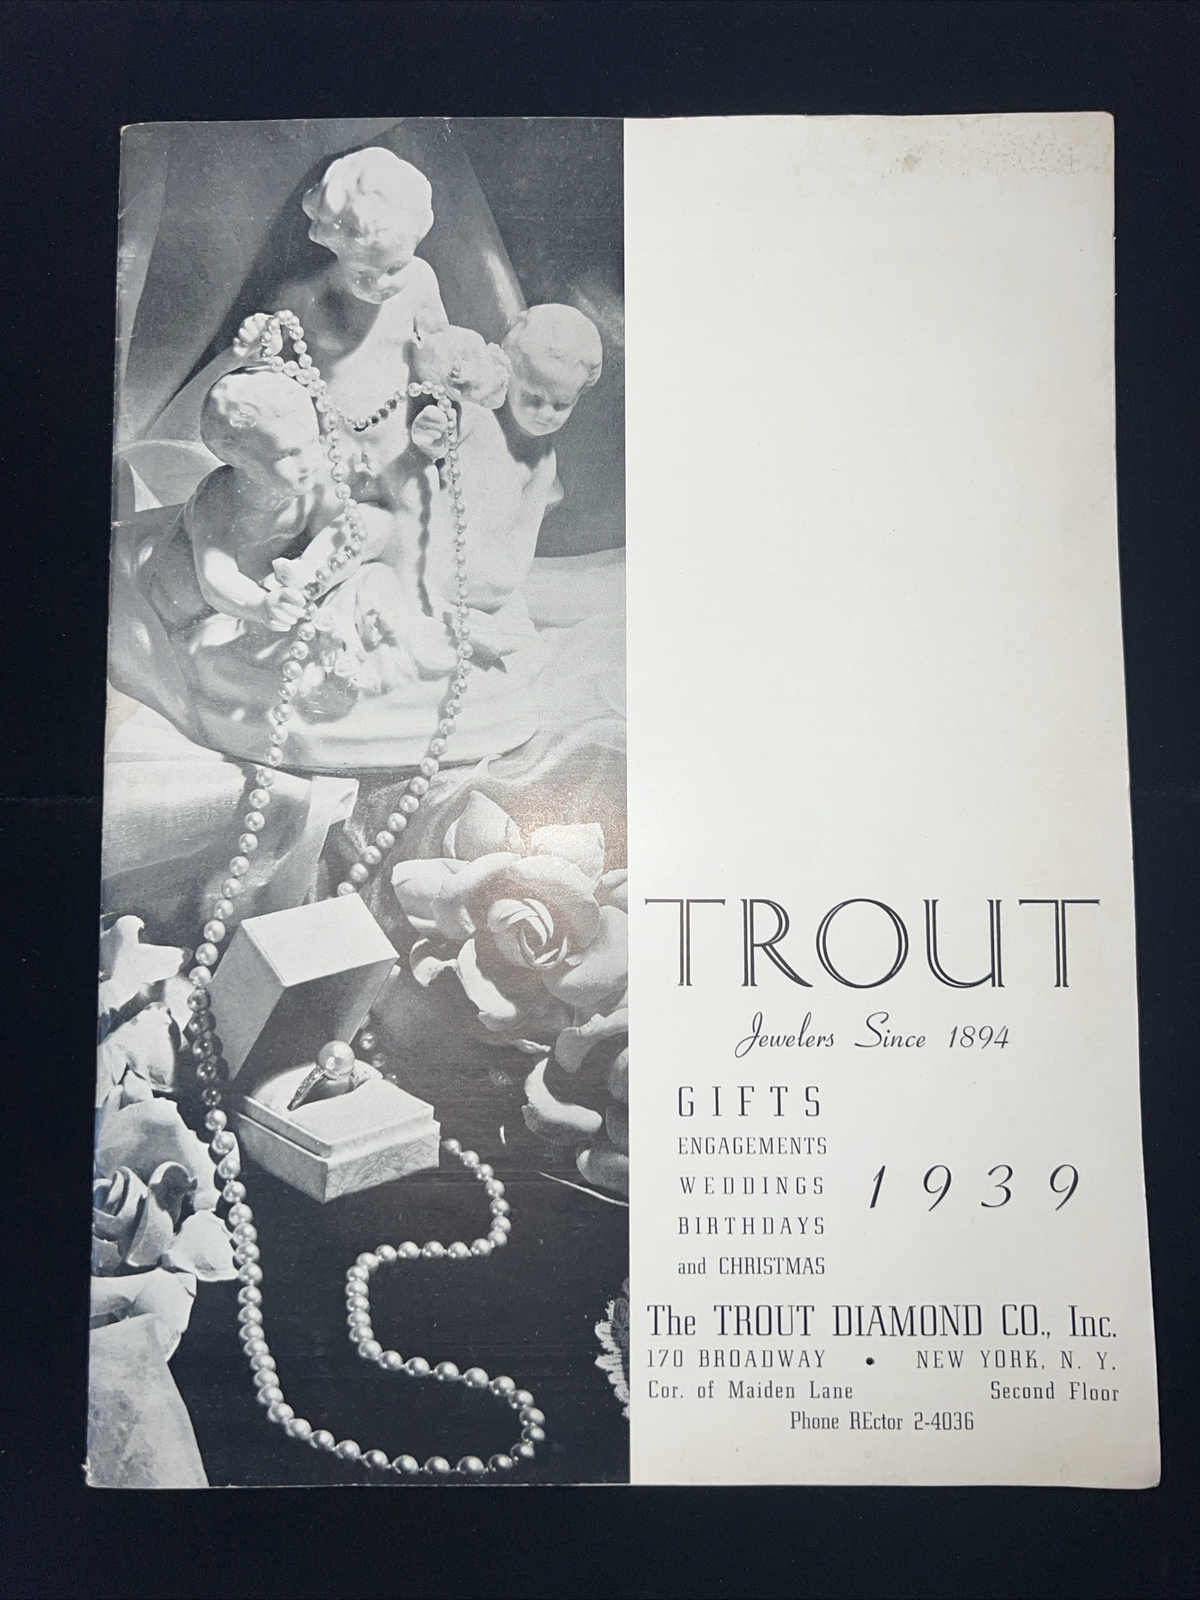 TROUT
Jewelers Since 1894
GIFTS
ENGAGEMENTS
WEDDINGS
BIRTHDAYS
and CHRISTMAS
1939
The TROUT DIAMOND CO., Inc.
170 BROADWAY • NEW YORK, N. Y.
Cor. of Maiden Lane Second Floor
Phone REctor 2-4036